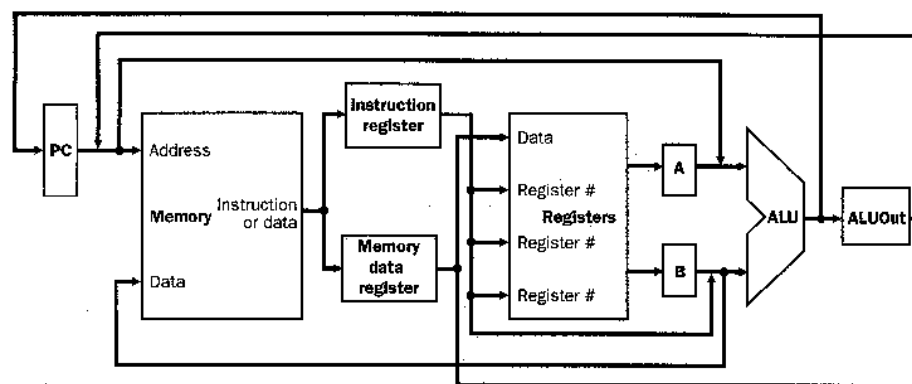 PC
Address
Memory
Instruction
or data
Data
Instruction
register
Memory
data
register
Data
Register #
Registers
Register #
Register #
A
B
ALU
ALUOut